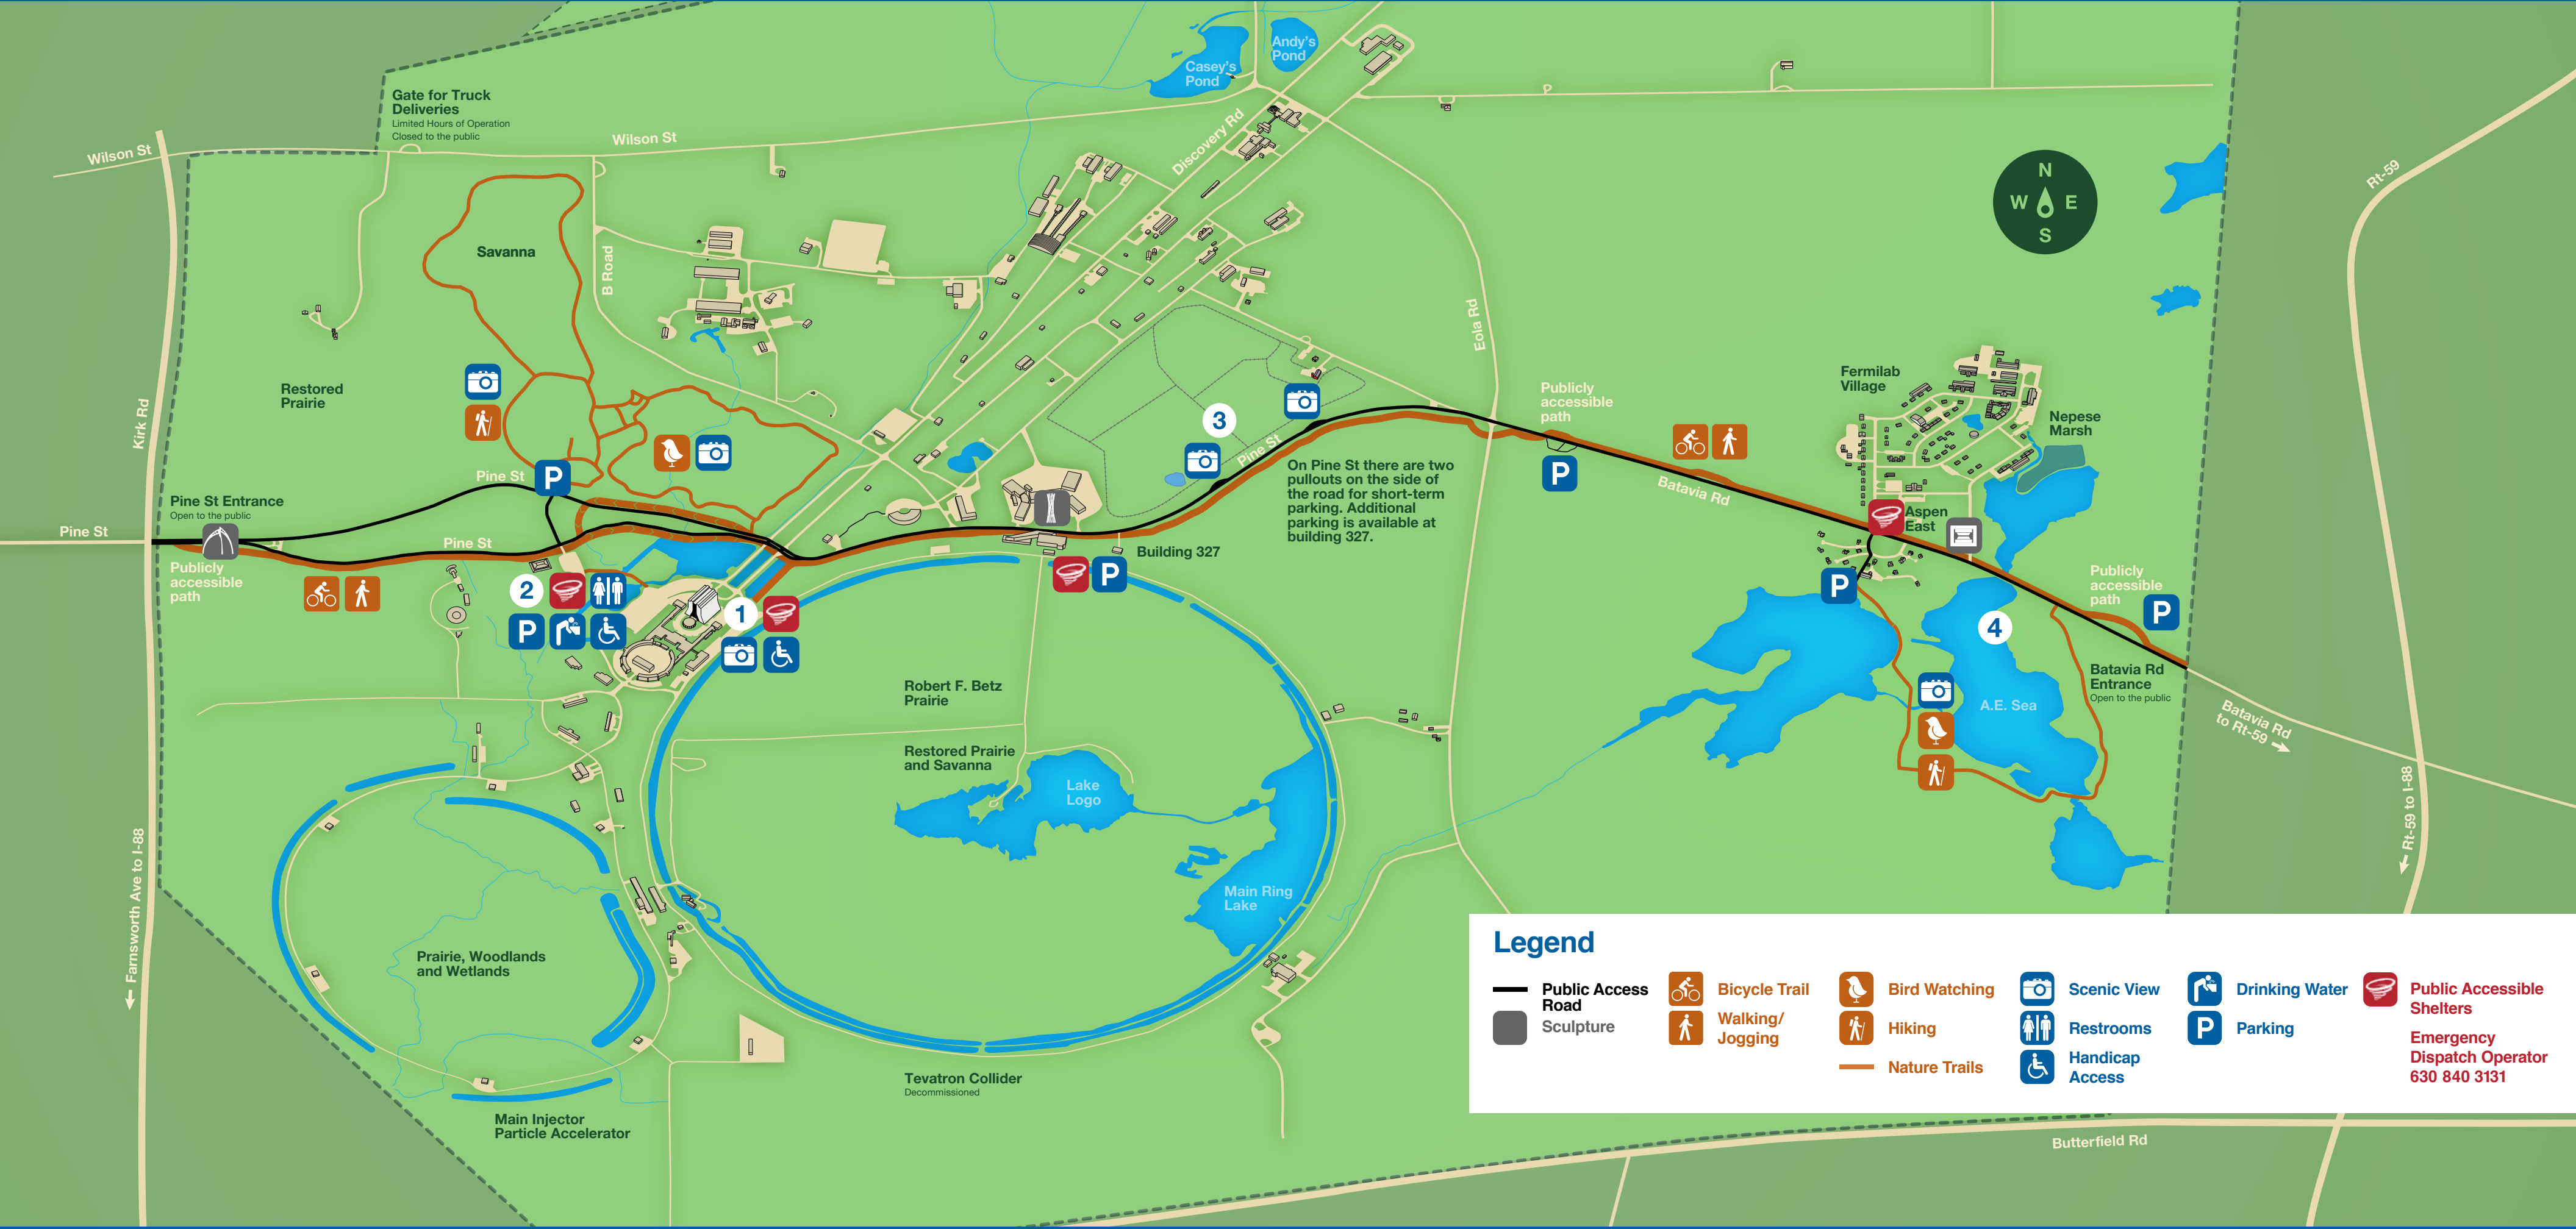 Andy's
Pond
Casey's
Pond
P
Gate for Truck
Deliveries
Limited Hours of Operation
Closed to the public
Wilson St
Wilson St
Discovery Rd
Rt-59
N
W E
S
Savanna
B Road
Eola Rd
Restored
Prairie
Kirk Rd
Publicly
accessible
path
Fermilab
Village
Nepese
Marsh
3
Pine St
On Pine St there are two
pullouts on the side of
the road for short-term
parking. Additional
parking is available at
building 327.
P
Batavia Rd
Pine St
P
Pine St Entrance
Open to the public
Pine St
Pine St
Aspen
East
Building 327
Publicly
accessible
path
2
P
1
P
P
Publicly
accessible
path
P
4
Batavia Rd
Entrance
Open to the public
A.E. Sea
Batavia Rd
to Rt-59
Robert F. Betz
Prairie
Restored Prairie
and Savanna
Lake
Logo
Main Ring
Lake
Rt-59 to I-88
Farnsworth Ave to I-88
Prairie, Woodlands
and Wetlands
Tevatron Collider
Decommissioned
Main Injector
Particle Accelerator
Legend
Public Access
Road
Sculpture
Bicycle Trail
Walking/
Jogging
Bird Watching
Hiking
Nature Trails
Scenic View
Restrooms
Handicap
Access
Drinking Water
P
Parking
Public Accessible
Shelters
Emergency
Dispatch Operator
630 840 3131
Butterfield Rd